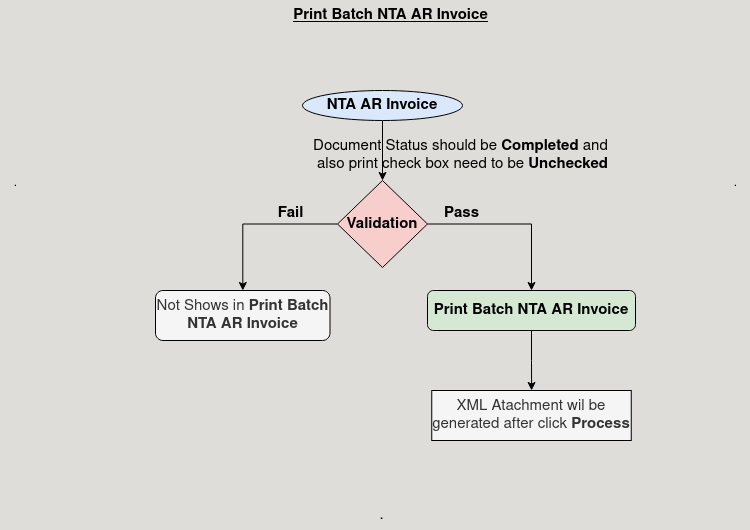 Print Batch NTA AR Invoice
NTA AR Invoice
Document Status should be Completed and
also print check box need to be Unchecked
Fail
Pass
Validation
Not Shows in Print Batch
NTA AR Invoice
Print Batch NTA AR Invoice
XML Atachment wil be
generated after click Process